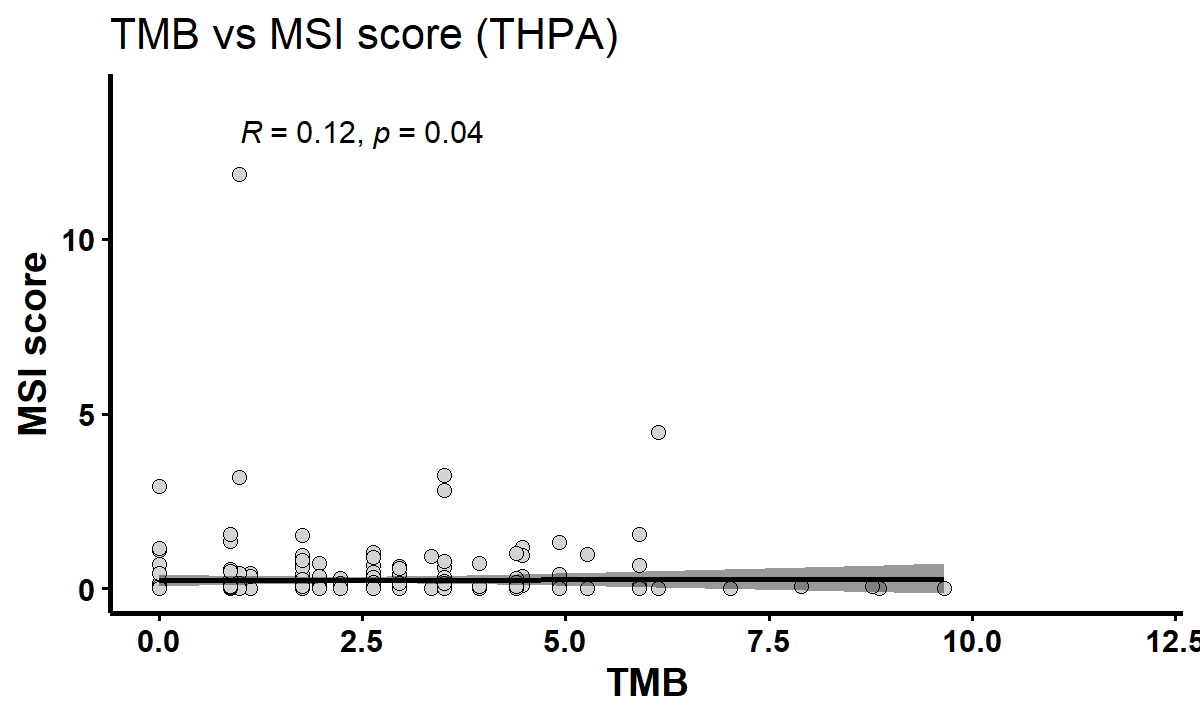 TMB vs MSI score (THPA)
R = 0.12, p = 0.04
10
5
0
MSI score
0.0 2.5 5.0 7.5 10.0 12.5
TMB